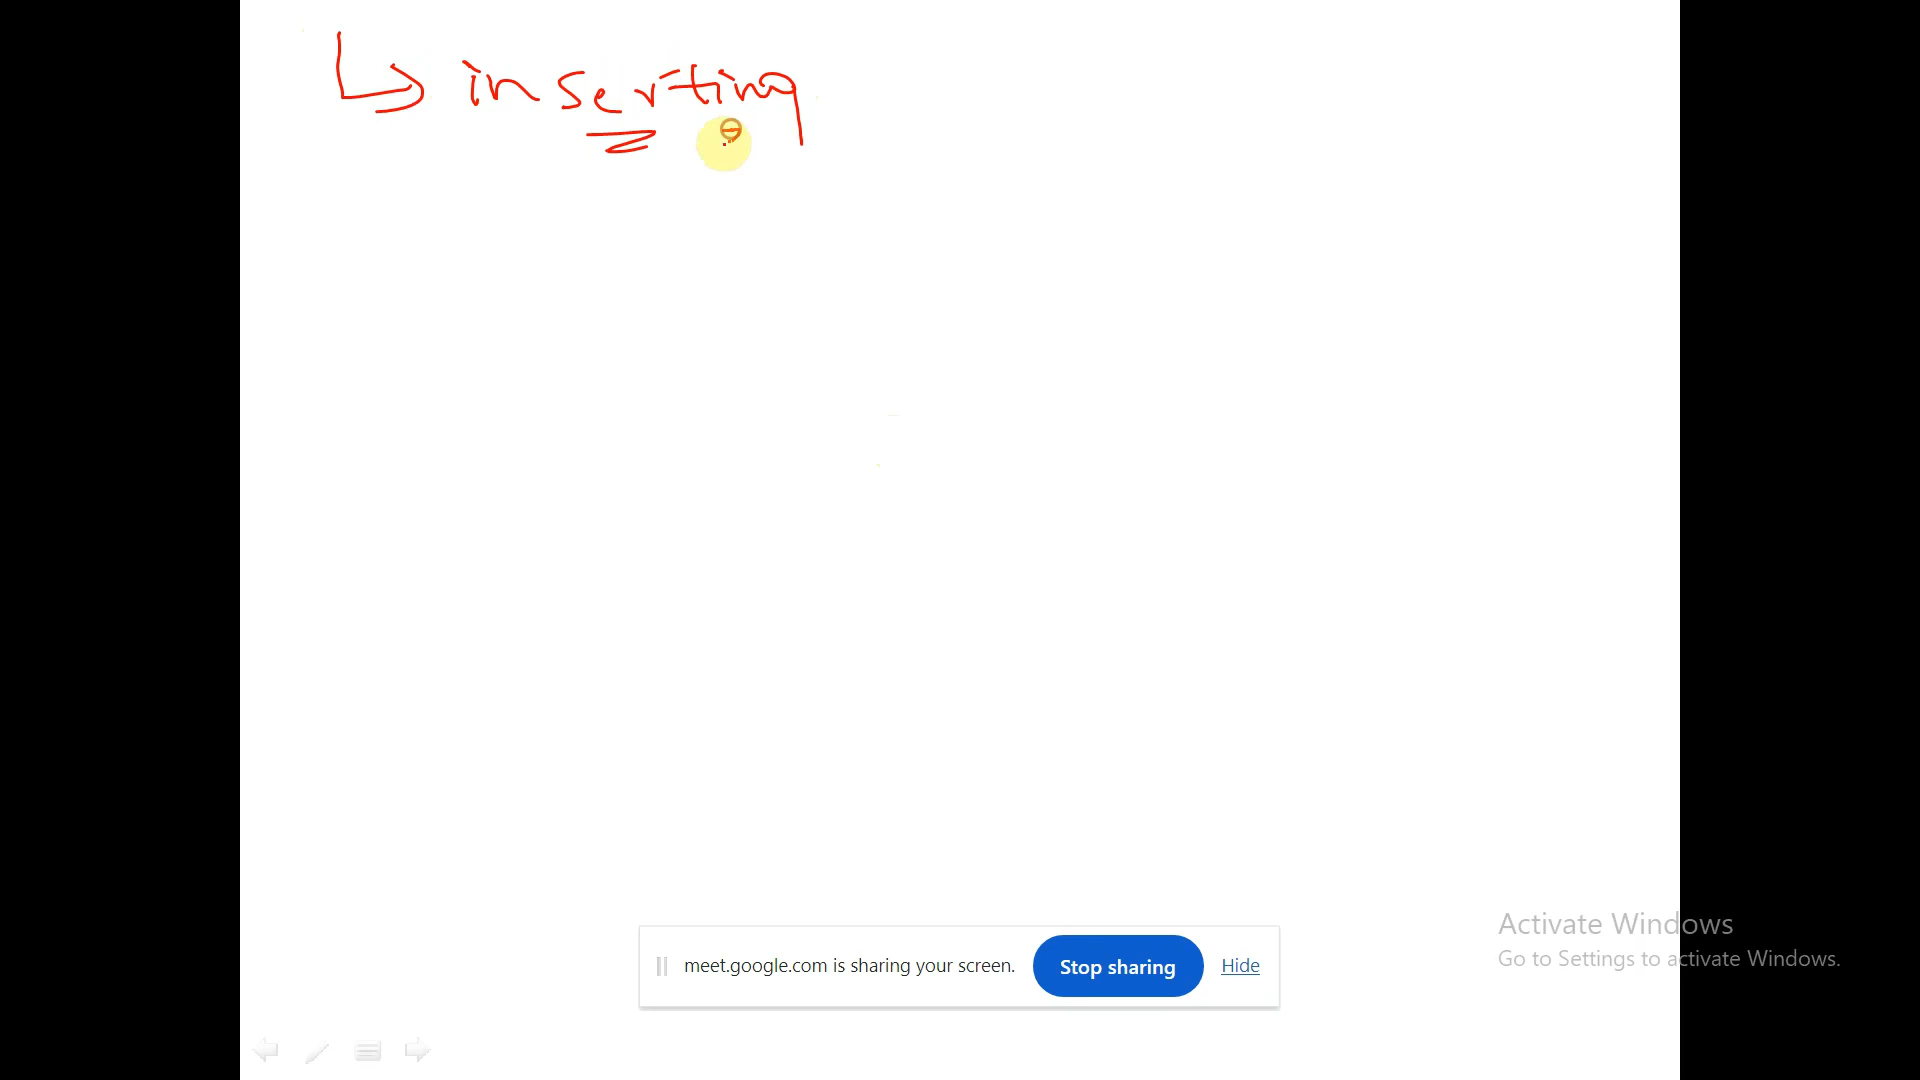 ↳ inserting
meet.google.com is sharing your screen. Stop sharing Hide
Activate Windows
Go to Settings to activate Windows.